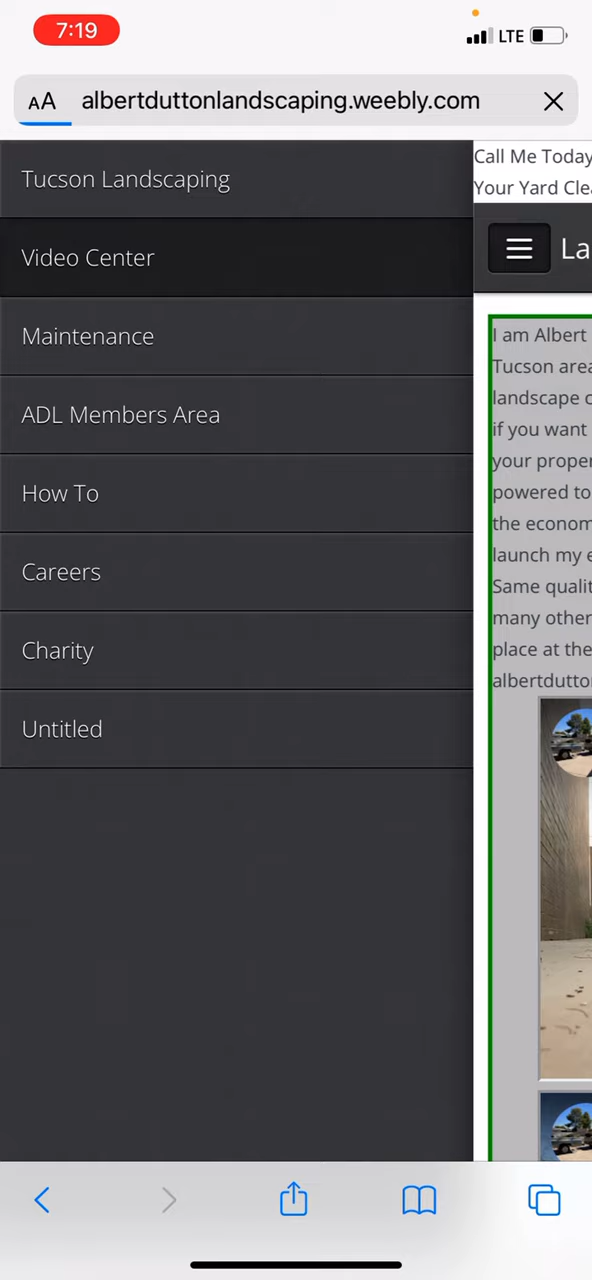 7:19
LTE
AA albertduttonlandscaping.weebly.com
Tucson Landscaping
Video Center
Maintenance
ADL Members Area
How To
Careers
Charity
Untitled
Call Me Today
Your Yard Clea
La
I am Albert
Tucson area
landscape c
if you want
your proper
powered to
the econom
launch my e
Same qualit
many other
place at the
albertdutto